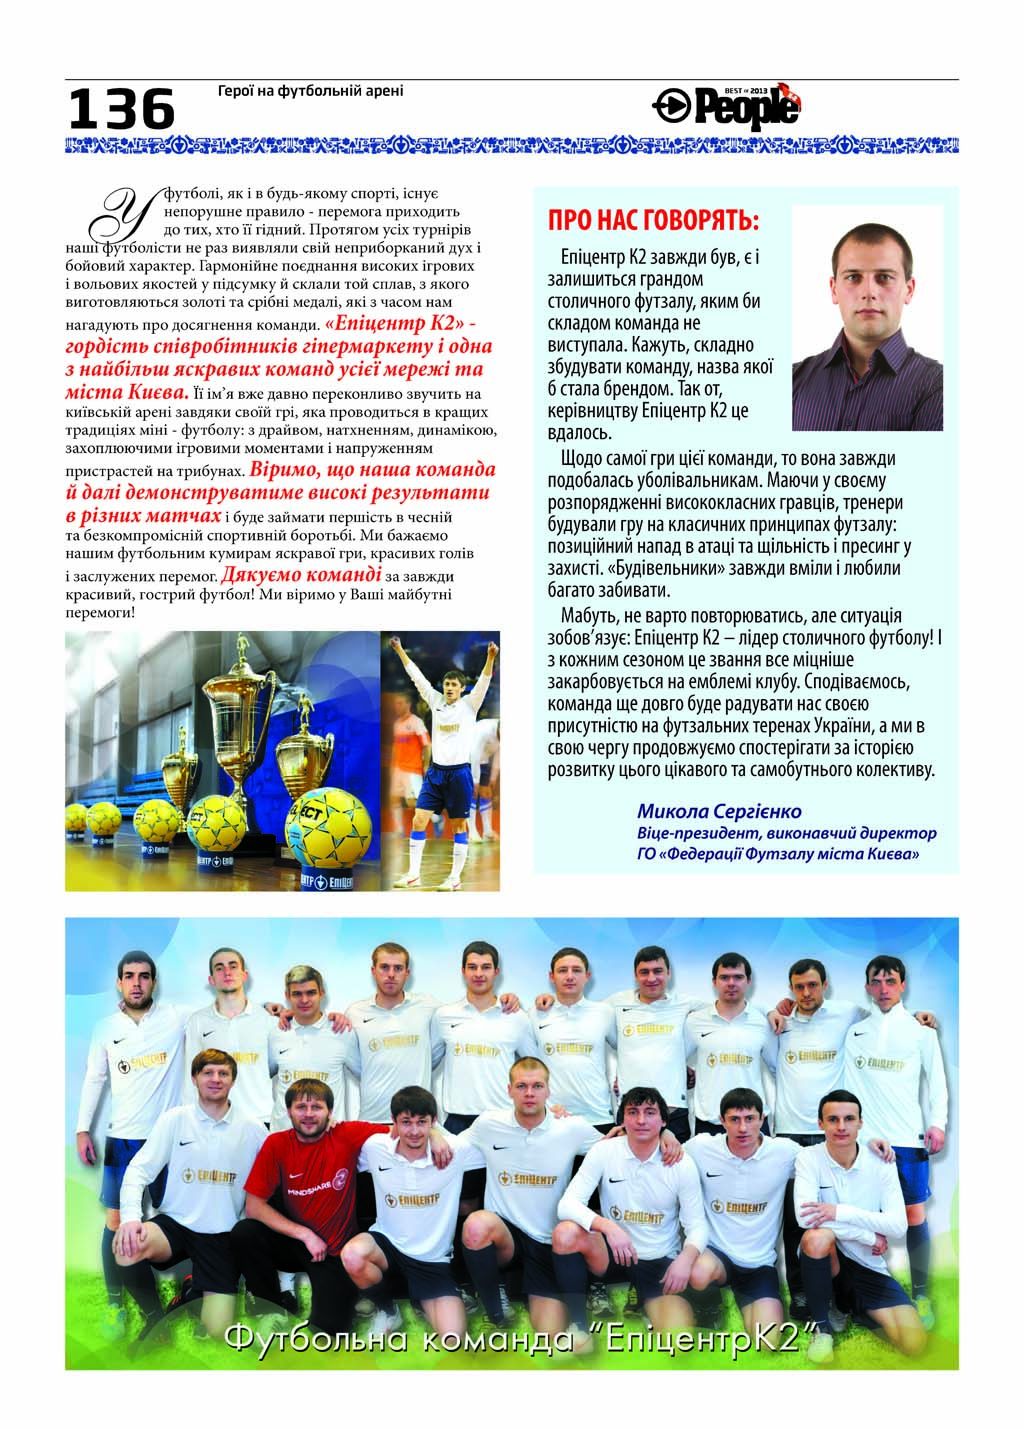 136
Герої на футбольній арені
BEST OF 2013
People
У футболі, як і в будь-якому спорті, існує
непорушне правило - перемога приходить
до тих, хто її гідний. Протягом усіх турнірів
наші футболісти не раз виявляли свій неприборканий дух і
бойовий характер. Гармонійне поєднання високих ігрових
і вольових якостей у підсумку й склали той сплав, з якого
виготовляються золоті та срібні медалі, які з часом нам
нагадують про досягнення команди. «Епіцентр К2» -
гордість співробітників гіпермаркету і одна
з найбільш яскравих команд усієї мережі та
міста Києва. Її ім’я вже давно переконливо звучить на
київській арені завдяки своїй грі, яка проводиться в кращих
традиціях міні - футболу: з драйвом, натхненням, динамікою,
захоплюючими ігровими моментами і напруженням
пристрастей на трибунах. Віримо, що наша команда
й далі демонструватиме високі результати
в різних матчах і буде займати першість в чесній
та безкомпромісній спортивній боротьбі. Ми бажаємо
нашим футбольним кумирам яскравої гри, красивих голів
і заслужених перемог. Дякуємо команді за завжди
красивий, гострий футбол! Ми віримо у Ваші майбутні
перемоги!
ПРО НАС ГОВОРЯТЬ:
Епіцентр К2 завжди був, є і
залишиться грандом
столичного футзалу, яким би
складом команда не
виступала. Кажуть, складно
збудувати команду, назва якої
б стала брендом. Так от,
керівництву Епіцентр К2 це
вдалось.
Щодо самої гри цієї команди, то вона завжди
подобалась уболівальникам. Маючи у своєму
розпорядженні висококласних гравців, тренери
будували гру на класичних принципах футзалу:
позиційний напад в атаці та щільність і пресинг у
захисті. «Будівельники» завжди вміли і любили
багато забивати.
Мабуть, не варто повторюватись, але ситуація
зобов’язує: Епіцентр К2 – лідер столичного футболу! І
з кожним сезоном це звання все міцніше
закарбовується на емблемі клубу. Сподіваємось,
команда ще довго буде радувати нас своєю
присутністю на футзальних теренах України, а ми в
свою чергу продовжуємо спостерігати за історією
розвитку цього цікавого та самобутнього колективу.
Микола Сергієнко
Віце-президент, виконавчий директор
ГО «Федерації Футзалу міста Києва»
ЕПІЦЕНТР
ЕПІЦЕНТР
ЕПІЦЕНТР
ЕПІЦЕНТР
ЕПІЦЕНТР
ЕПІЦЕНТР
ЕПІЦЕНТР
ЕПІЦЕНТР
MINDSHARE
ЕПІЦЕНТР
ЕПІЦЕНТР
ЕПІЦЕНТР
Футбольна команда “ЕпіцентрК2”